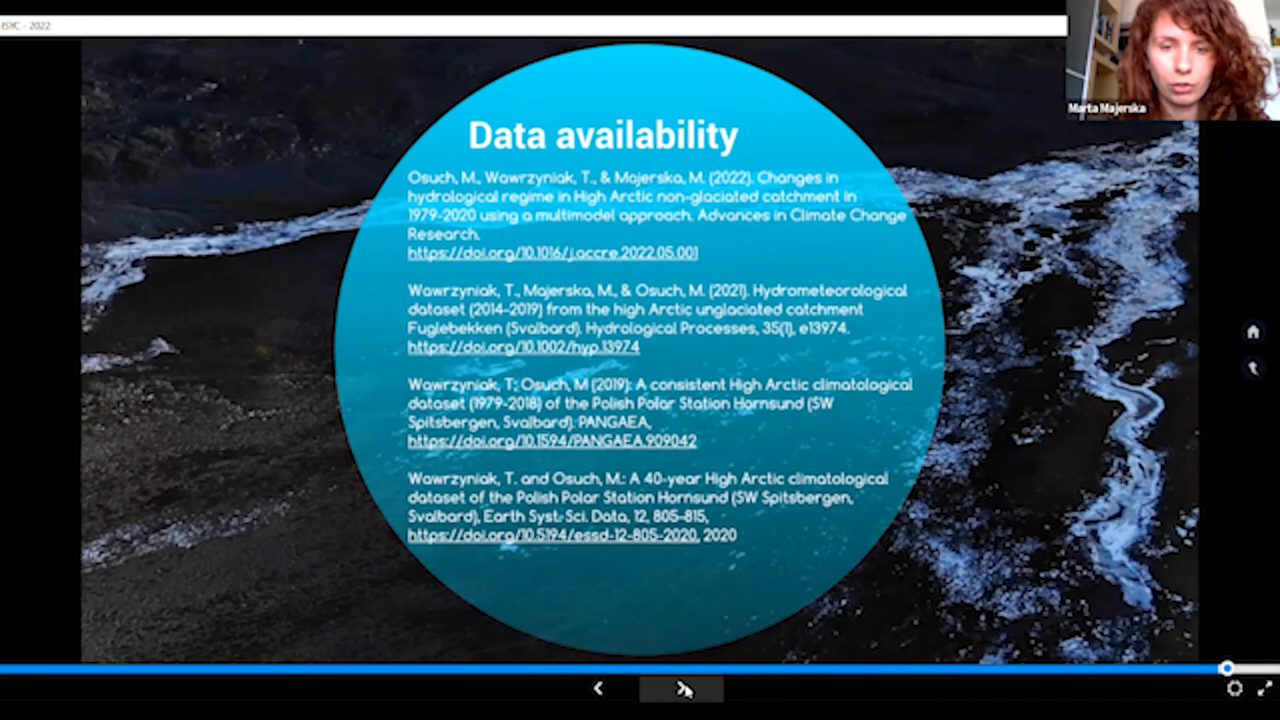 ISYC - 2022
Marta Majerska
Data availability
Osuch, M., Wawrzyniak, T., & Majerska, M. (2022). Changes in
hydrological regime in High Arctic non-glaciated catchment in
1979-2020 using a multimodel approach. Advances in Climate Change
Research.
https://doi.org/10.1016/j.accre.2022.05.001
Wawrzyniak, T., Majerska, M., & Osuch, M. (2021). Hydrometeorological
dataset (2014-2019) from the high Arctic unglaciated catchment
Fuglebekken (Svalbard). Hydrological Processes, 35(1), e13974.
https://doi.org/10.1002/hyp.13974
Wawrzyniak, T; Osuch, M (2019): A consistent High Arctic climatological
dataset (1979-2018) of the Polish Polar Station Hornsund (SW
Spitsbergen, Svalbard). PANGAEA,
https://doi.org/10.1594/PANGAEA.909042
Wawrzyniak, T. and Osuch, M.: A 40-year High Arctic climatological
dataset of the Polish Polar Station Hornsund (SW Spitsbergen,
Svalbard), Earth Syst. Sci. Data, 12, 805–815,
https://doi.org/10.5194/essd-12-805-2020, 2020